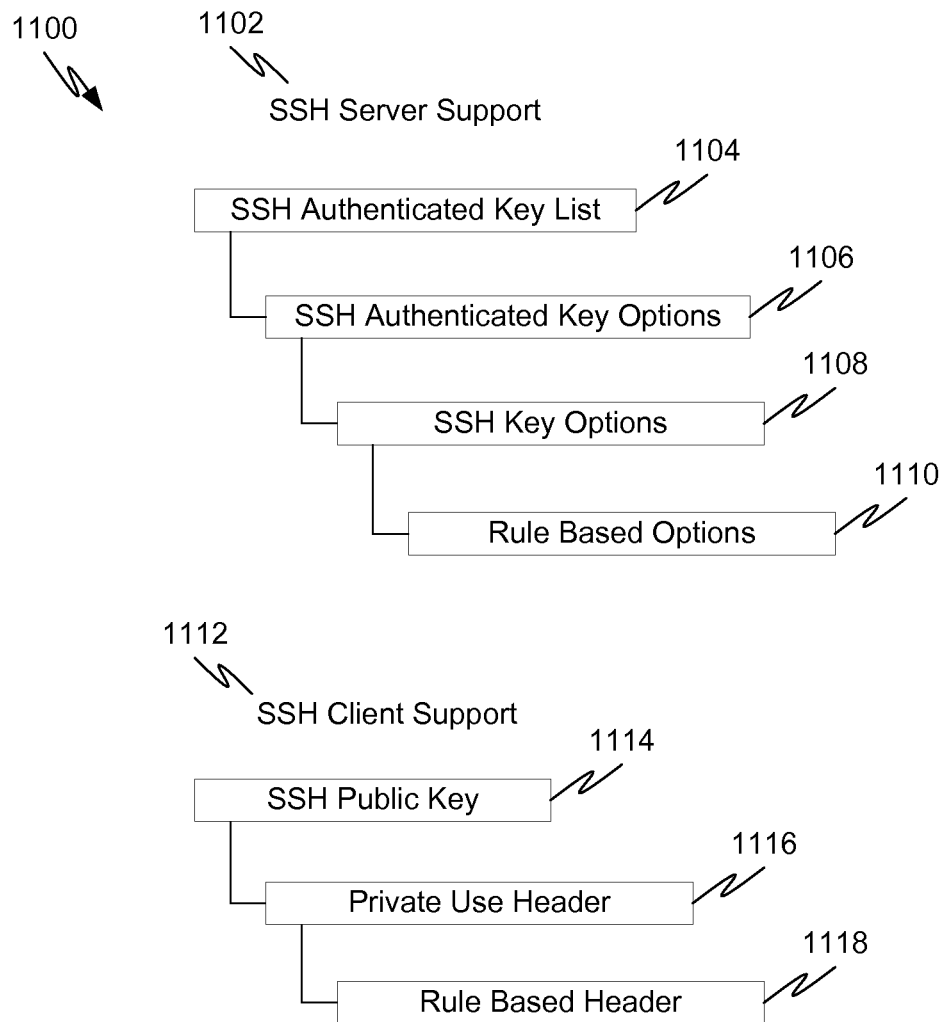 1100
1102
SSH Server Support
1104
SSH Authenticated Key List
1106
SSH Authenticated Key Options
1108
SSH Key Options
1110
Rule Based Options
1112
SSH Client Support
1114
SSH Public Key
1116
Private Use Header
1118
Rule Based Header